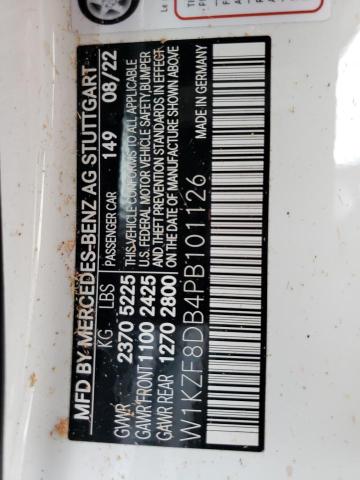 MFD BY MERCEDES-BENZ AG STUTTGART
KG LBS PASSENGER CAR 149 08/22
GVWR 2370 5225
GAWR FRONT 1100 2425
GAWR REAR 1270 2800
THIS VEHICLE CONFORMS TO ALL APPLICABLE
U.S. FEDERAL MOTOR VEHICLE SAFETY, BUMPER
AND THEFT PREVENTION STANDARDS IN EFFECT
ON THE DATE OF MANUFACTURE SHOWN ABOVE
W1KZF8DB4PB101126 MADE IN GERMANY